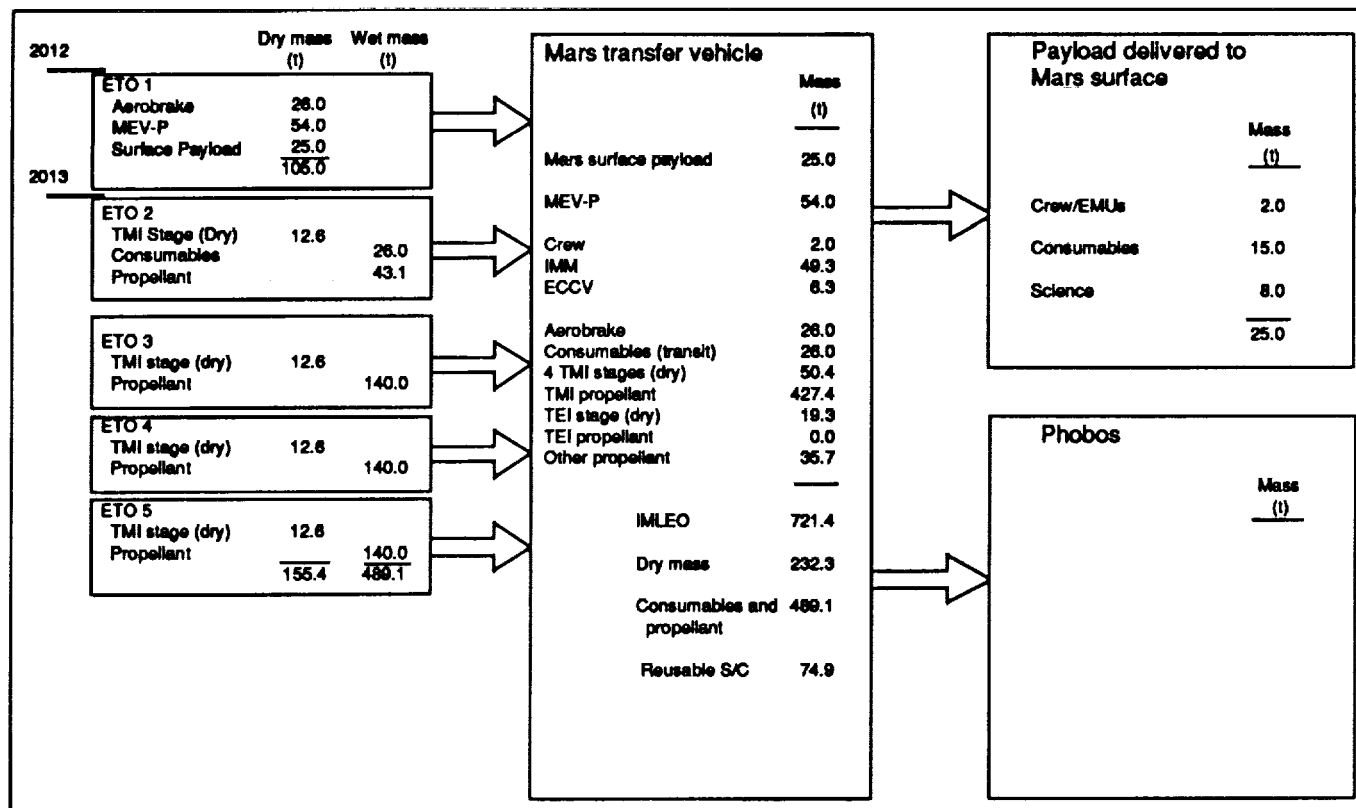 Dry mass Wet mass
2012 (t) (t)
ETO 1
Aerobrake 26.0
MEV-P 54.0
Surface Payload 25.0
105.0
2013
ETO 2
TMI Stage (Dry) 12.6
Consumables 26.0
Propellant 43.1
ETO 3
TMI stage (dry) 12.6
Propellant 140.0
ETO 4
TMI stage (dry) 12.6
Propellant 140.0
ETO 5
TMI stage (dry) 12.6
Propellant 140.0
155.4 489.1
Mars transfer vehicle
Mass
(t)
Mars surface payload 25.0
MEV-P 54.0
Crew 2.0
IMM 49.3
ECCV 6.3
Aerobrake 26.0
Consumables (transit) 26.0
4 TMI stages (dry) 50.4
TMI propellant 427.4
TEI stage (dry) 19.3
TEI propellant 0.0
Other propellant 35.7
IMLEO 721.4
Dry mass 232.3
Consumables and 489.1
propellant
Reusable S/C 74.9
Payload delivered to
Mars surface
Mass
(t)
Crew/EMUs 2.0
Consumables 15.0
Science 8.0
25.0
Phobos
Mass
(t)